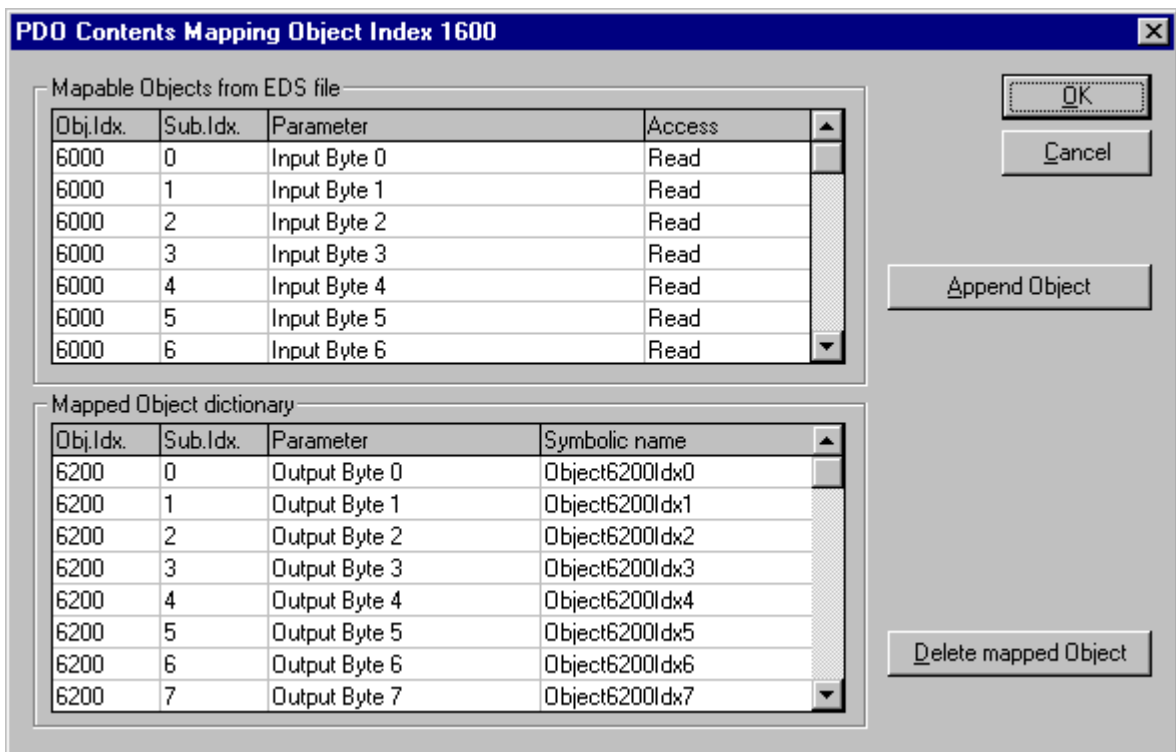 PDO Contents Mapping Object Index 1600
Mapable Objects from EDS file
Obj.Idx. Sub.Idx. Parameter Access
6000 0 Input Byte 0 Read
6000 1 Input Byte 1 Read
6000 2 Input Byte 2 Read
6000 3 Input Byte 3 Read
6000 4 Input Byte 4 Read
6000 5 Input Byte 5 Read
6000 6 Input Byte 6 Read
OK
Cancel
Append Object
Mapped Object dictionary
Obj.Idx. Sub.Idx. Parameter Symbolic name
6200 0 Output Byte 0 Object6200Idx0
6200 1 Output Byte 1 Object6200Idx1
6200 2 Output Byte 2 Object6200Idx2
6200 3 Output Byte 3 Object6200Idx3
6200 4 Output Byte 4 Object6200Idx4
6200 5 Output Byte 5 Object6200Idx5
6200 6 Output Byte 6 Object6200Idx6
6200 7 Output Byte 7 Object6200Idx7
Delete mapped Object